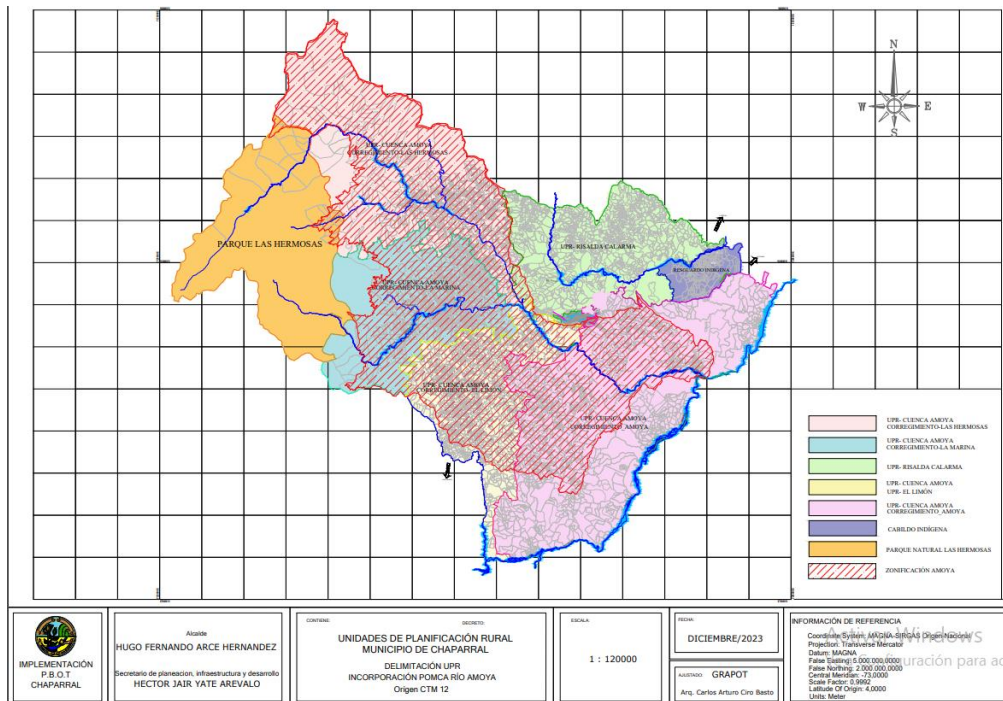 N
W
E
S
UPR- CUENCA AMOYA
CORREGIMIENTO-LAS HERMOSAS
PARQUE LAS HERMOSAS
UPR- RISALDA CALARMA
RESGUARDO INDIGENA
UPR- CUENCA AMOYA
CORREGIMIENTO-LA MARINA
UPR- CUENCA AMOYA
CORREGIMIENTO-EL LIMÓN
UPR- CUENCA AMOYA
CORREGIMIENTO_AMOYA
UPR- CUENCA AMOYA
CORREGIMIENTO-LAS HERMOSAS
UPR- CUENCA AMOYA
CORREGIMIENTO-LA MARINA
UPR- RISALDA CALARMA
UPR- CUENCA AMOYA
UPR- EL LIMÓN
UPR- CUENCA AMOYA
CORREGIMIENTO_AMOYA
CABILDO INDÍGENA
PARQUE NATURAL LAS HERMOSAS
ZONIFICACIÓN AMOYA
IMPLEMENTACIÓN
P.B.O.T
CHAPARRAL
Alcalde
HUGO FERNANDO ARCE HERNANDEZ
Secretario de planeacion, infraestructura y desarrollo
HECTOR JAIR YATE AREVALO
CONTIENE:
DECRETO:
UNIDADES DE PLANIFICACIÓN RURAL
MUNICIPIO DE CHAPARRAL
DELIMITACIÓN UPR
INCORPORACIÓN POMCA RÍO AMOYA
Origen CTM 12
ESCALA:
1 : 120000
FECHA:
DICIEMBRE/2023
AJUSTADO: GRAPOT
Arq. Carlos Arturo Ciro Basto
INFORMACIÓN DE REFERENCIA
Coordinate System: MAGNA-SIRGAS Origen Nacional
Projection: Transverse Mercator
Datum: MAGNA
False Easting: 5.000.000,0000
False Northing: 2.000.000,0000
Central Meridian: -73,0000
Scale Factor: 0,9992
Latitude Of Origin: 4,0000
Units: Meter
Windows
para ac